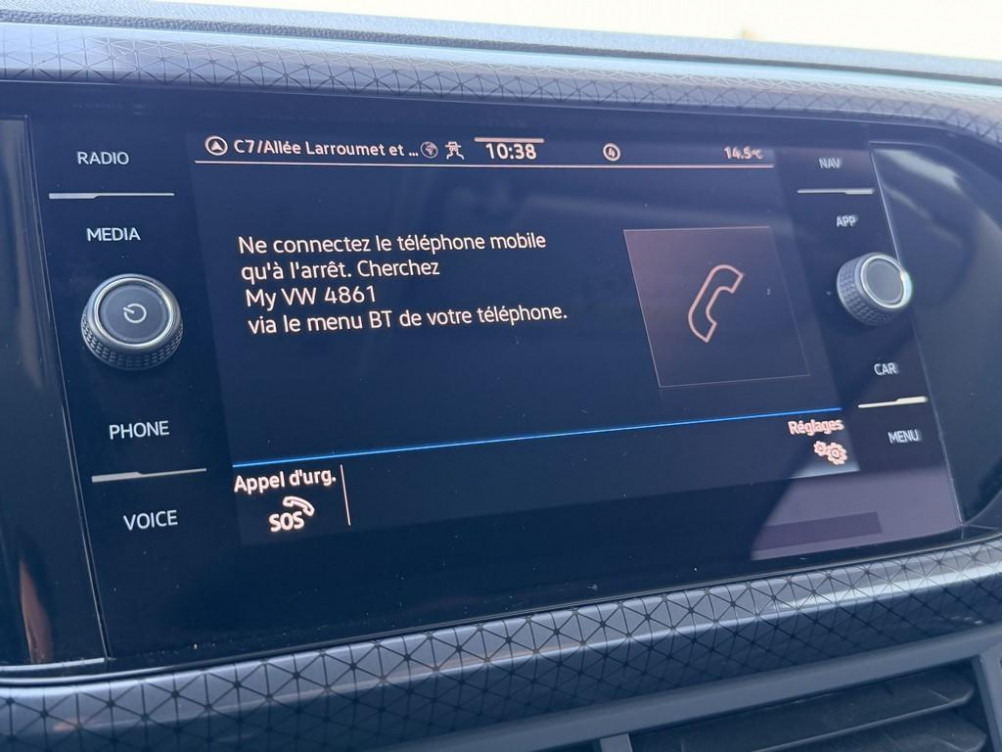 RADIO
MEDIA
PHONE
VOICE
C7/Allée Larroumet et ... 10:38 14.5°C
Ne connectez le téléphone mobile
qu'à l'arrêt. Cherchez
My VW 4861
via le menu BT de votre téléphone.
Réglages
Appel d'urg.
SOS
NAV
APP
CAR
MENU